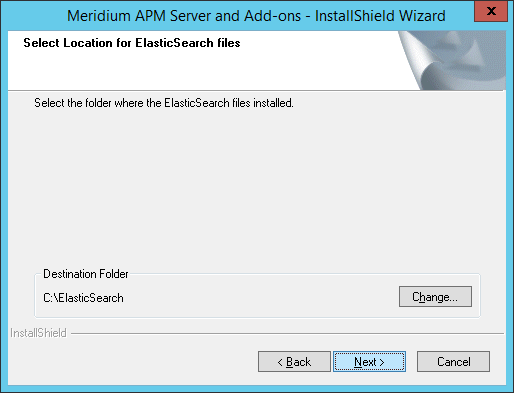 Meridium APM Server and Add-ons - InstallShield Wizard
X
Select Location for ElasticSearch files
Select the folder where the ElasticSearch files installed.
Destination Folder
C:\ElasticSearch
Change...
InstallShield
< Back
Next >
Cancel